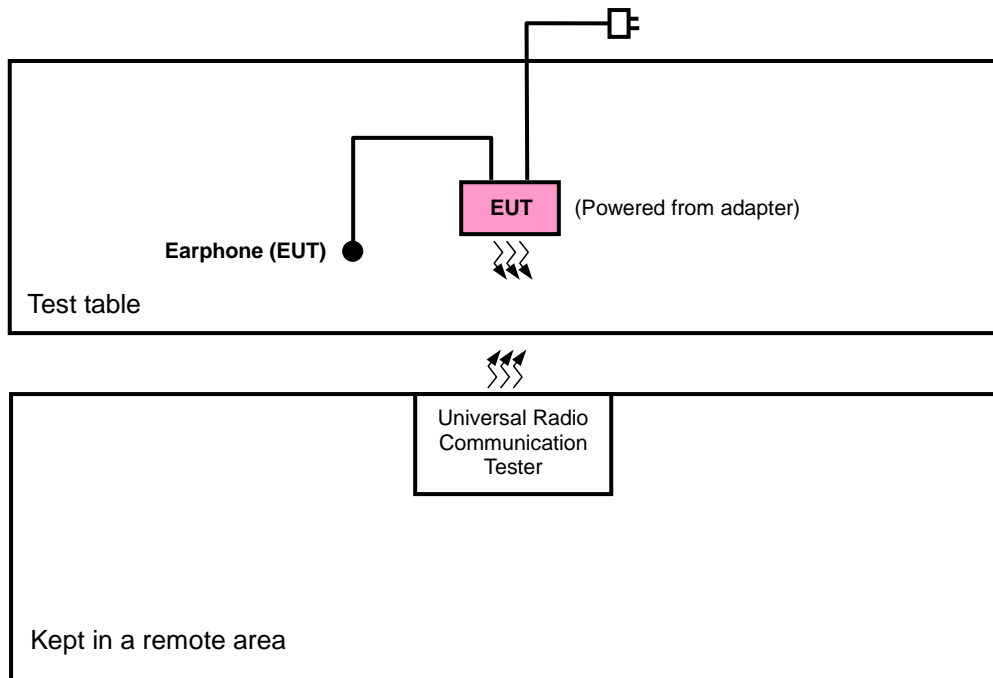 EUT
(Powered from adapter)
Earphone (EUT)
Test table
Universal Radio
Communication
Tester
Kept in a remote area